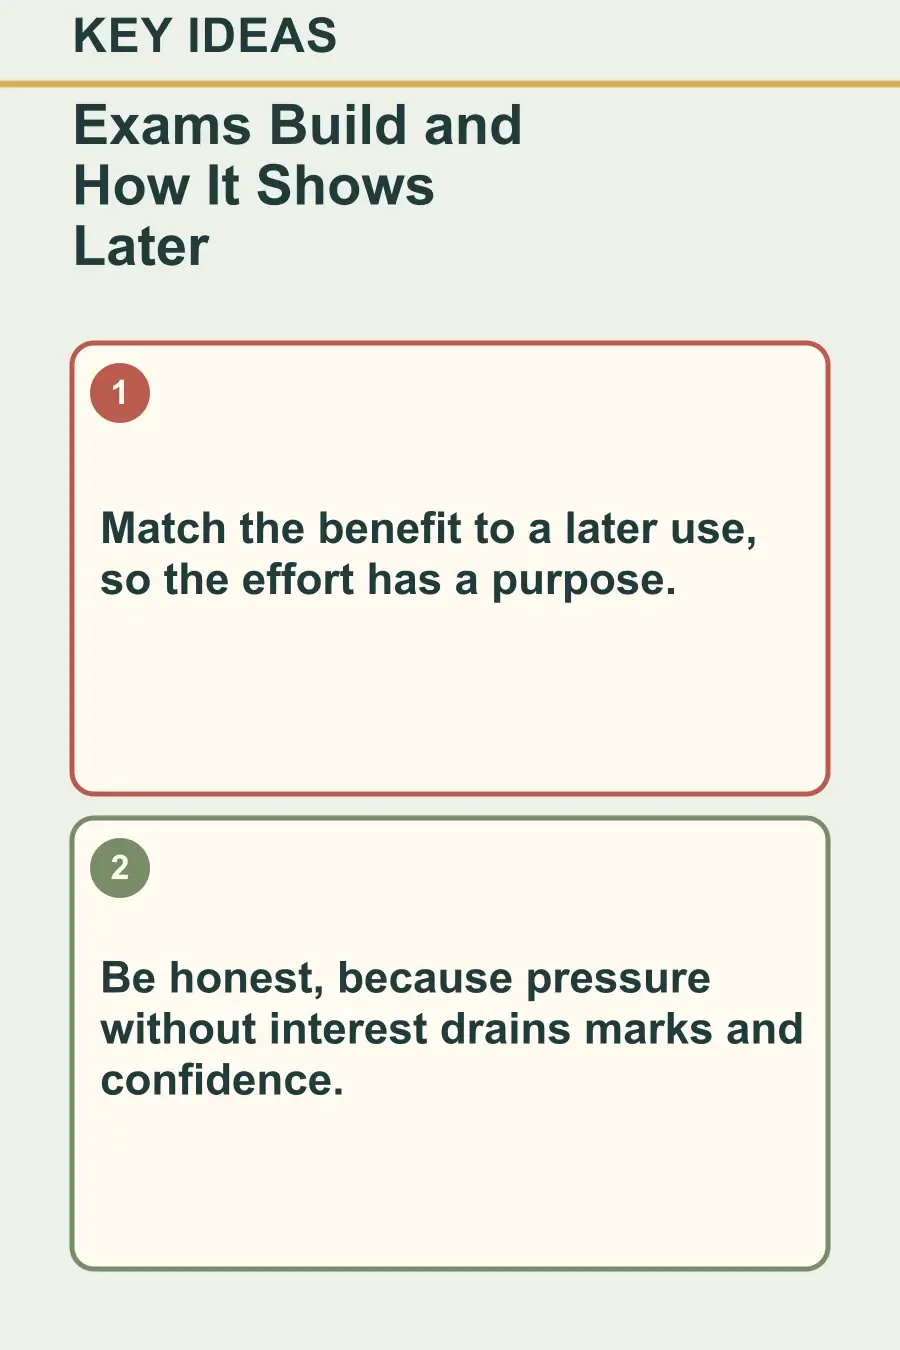 KEY IDEAS
Exams Build and
How It Shows
Later
1
Match the benefit to a later use,
so the effort has a purpose.
2
Be honest, because pressure
without interest drains marks and
confidence.